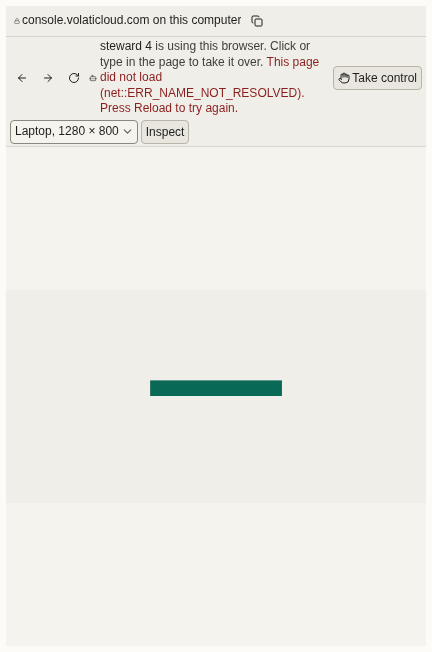 console.volaticloud.com on this computer
steward 4 is using this browser. Click or
type in the page to take it over. This page
did not load
(net::ERR_NAME_NOT_RESOLVED).
Press Reload to try again.
Take control
Laptop, 1280 × 800
Inspect